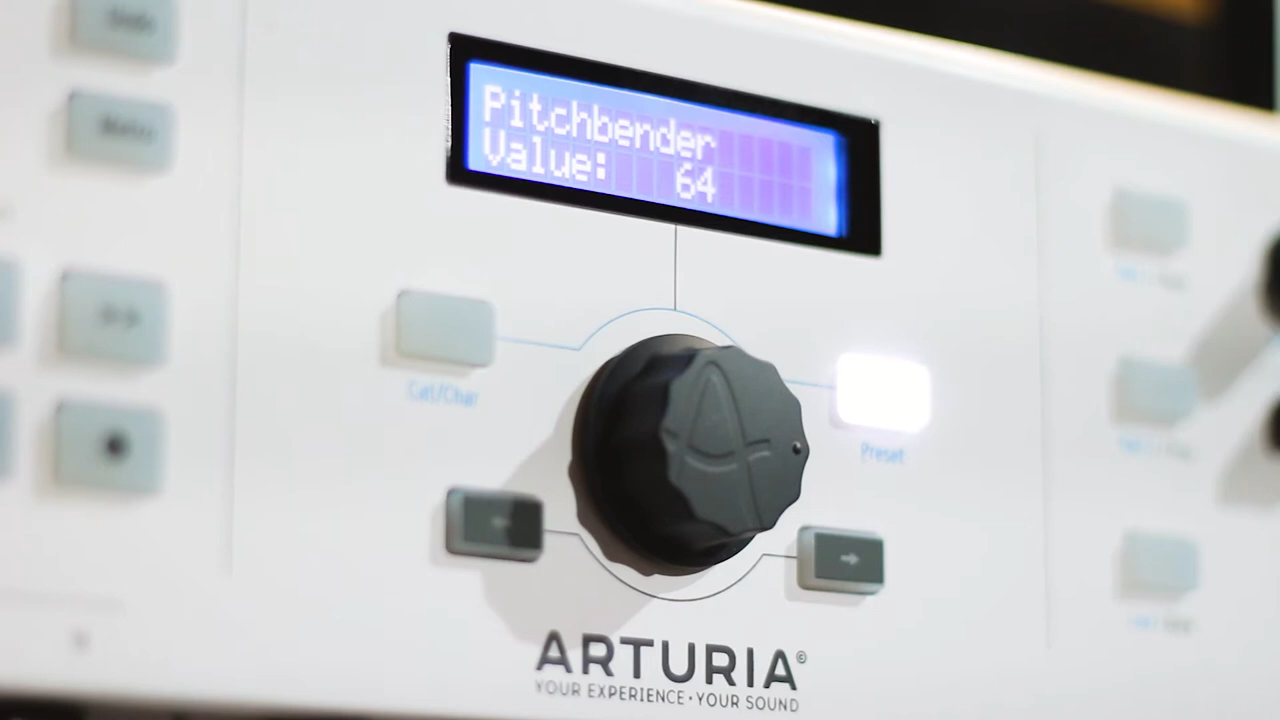 Pitchbender
Value: 64
Cat/Char
Preset
ARTURIA©
YOUR EXPERIENCE • YOUR SOUND